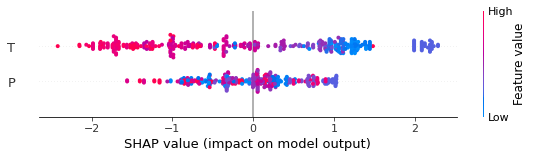 High
T
P
Feature value
Low
−2
−1
0
1
2
SHAP value (impact on model output)